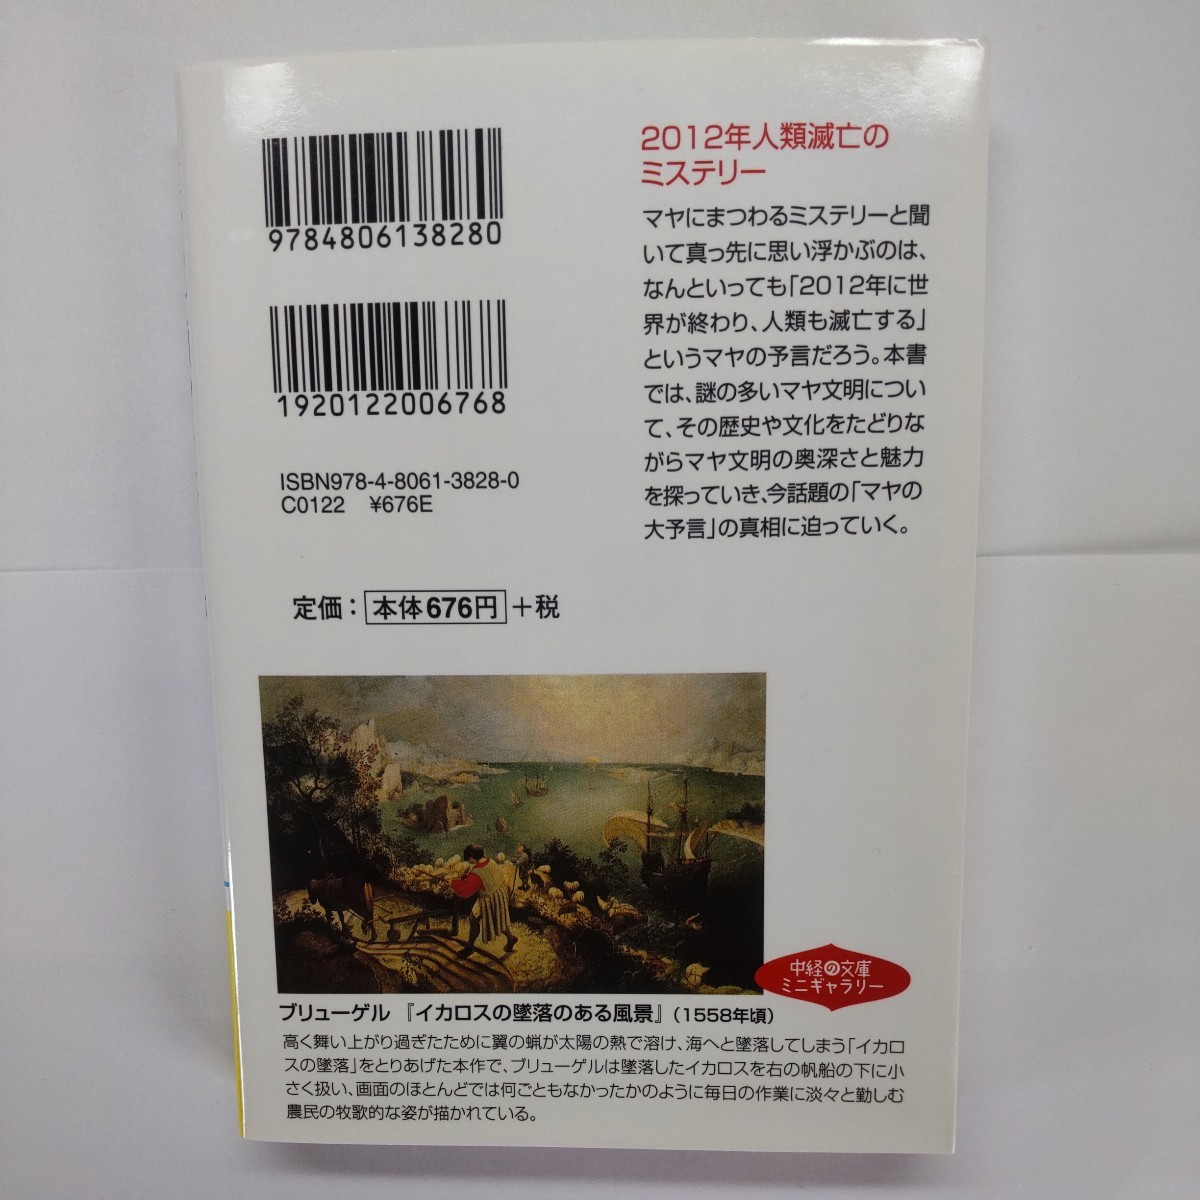 9784806138280
1920122006768
ISBN978-4-8061-3828-0
C0122 ¥676E
定価：本体676円＋税
2012年人類滅亡の
ミステリー
マヤにまつわるミステリーと聞
いて真っ先に思い浮かぶのは、
なんといっても「2012年に世
界が終わり、人類も滅亡する」
というマヤの予言だろう。本書
では、謎の多いマヤ文明につい
て、その歴史や文化をたどりな
がらマヤ文明の奥深さと魅力
を探っていき、今話題の「マヤの
大予言」の真相に迫っていく。
中経の文庫
ミニギャラリー
ブリューゲル 『イカロスの墜落のある風景』（1558年頃）
高く舞い上がり過ぎたために翼の蝋が太陽の熱で溶け、海へと墜落してしまう「イカロ
スの墜落」をとりあげた本作で、ブリューゲルは墜落したイカロスを右の帆船の下に小
さく扱い、画面のほとんどでは何ごともなかったかのように毎日の作業に淡々と勤しむ
農民の牧歌的な姿が描かれている。